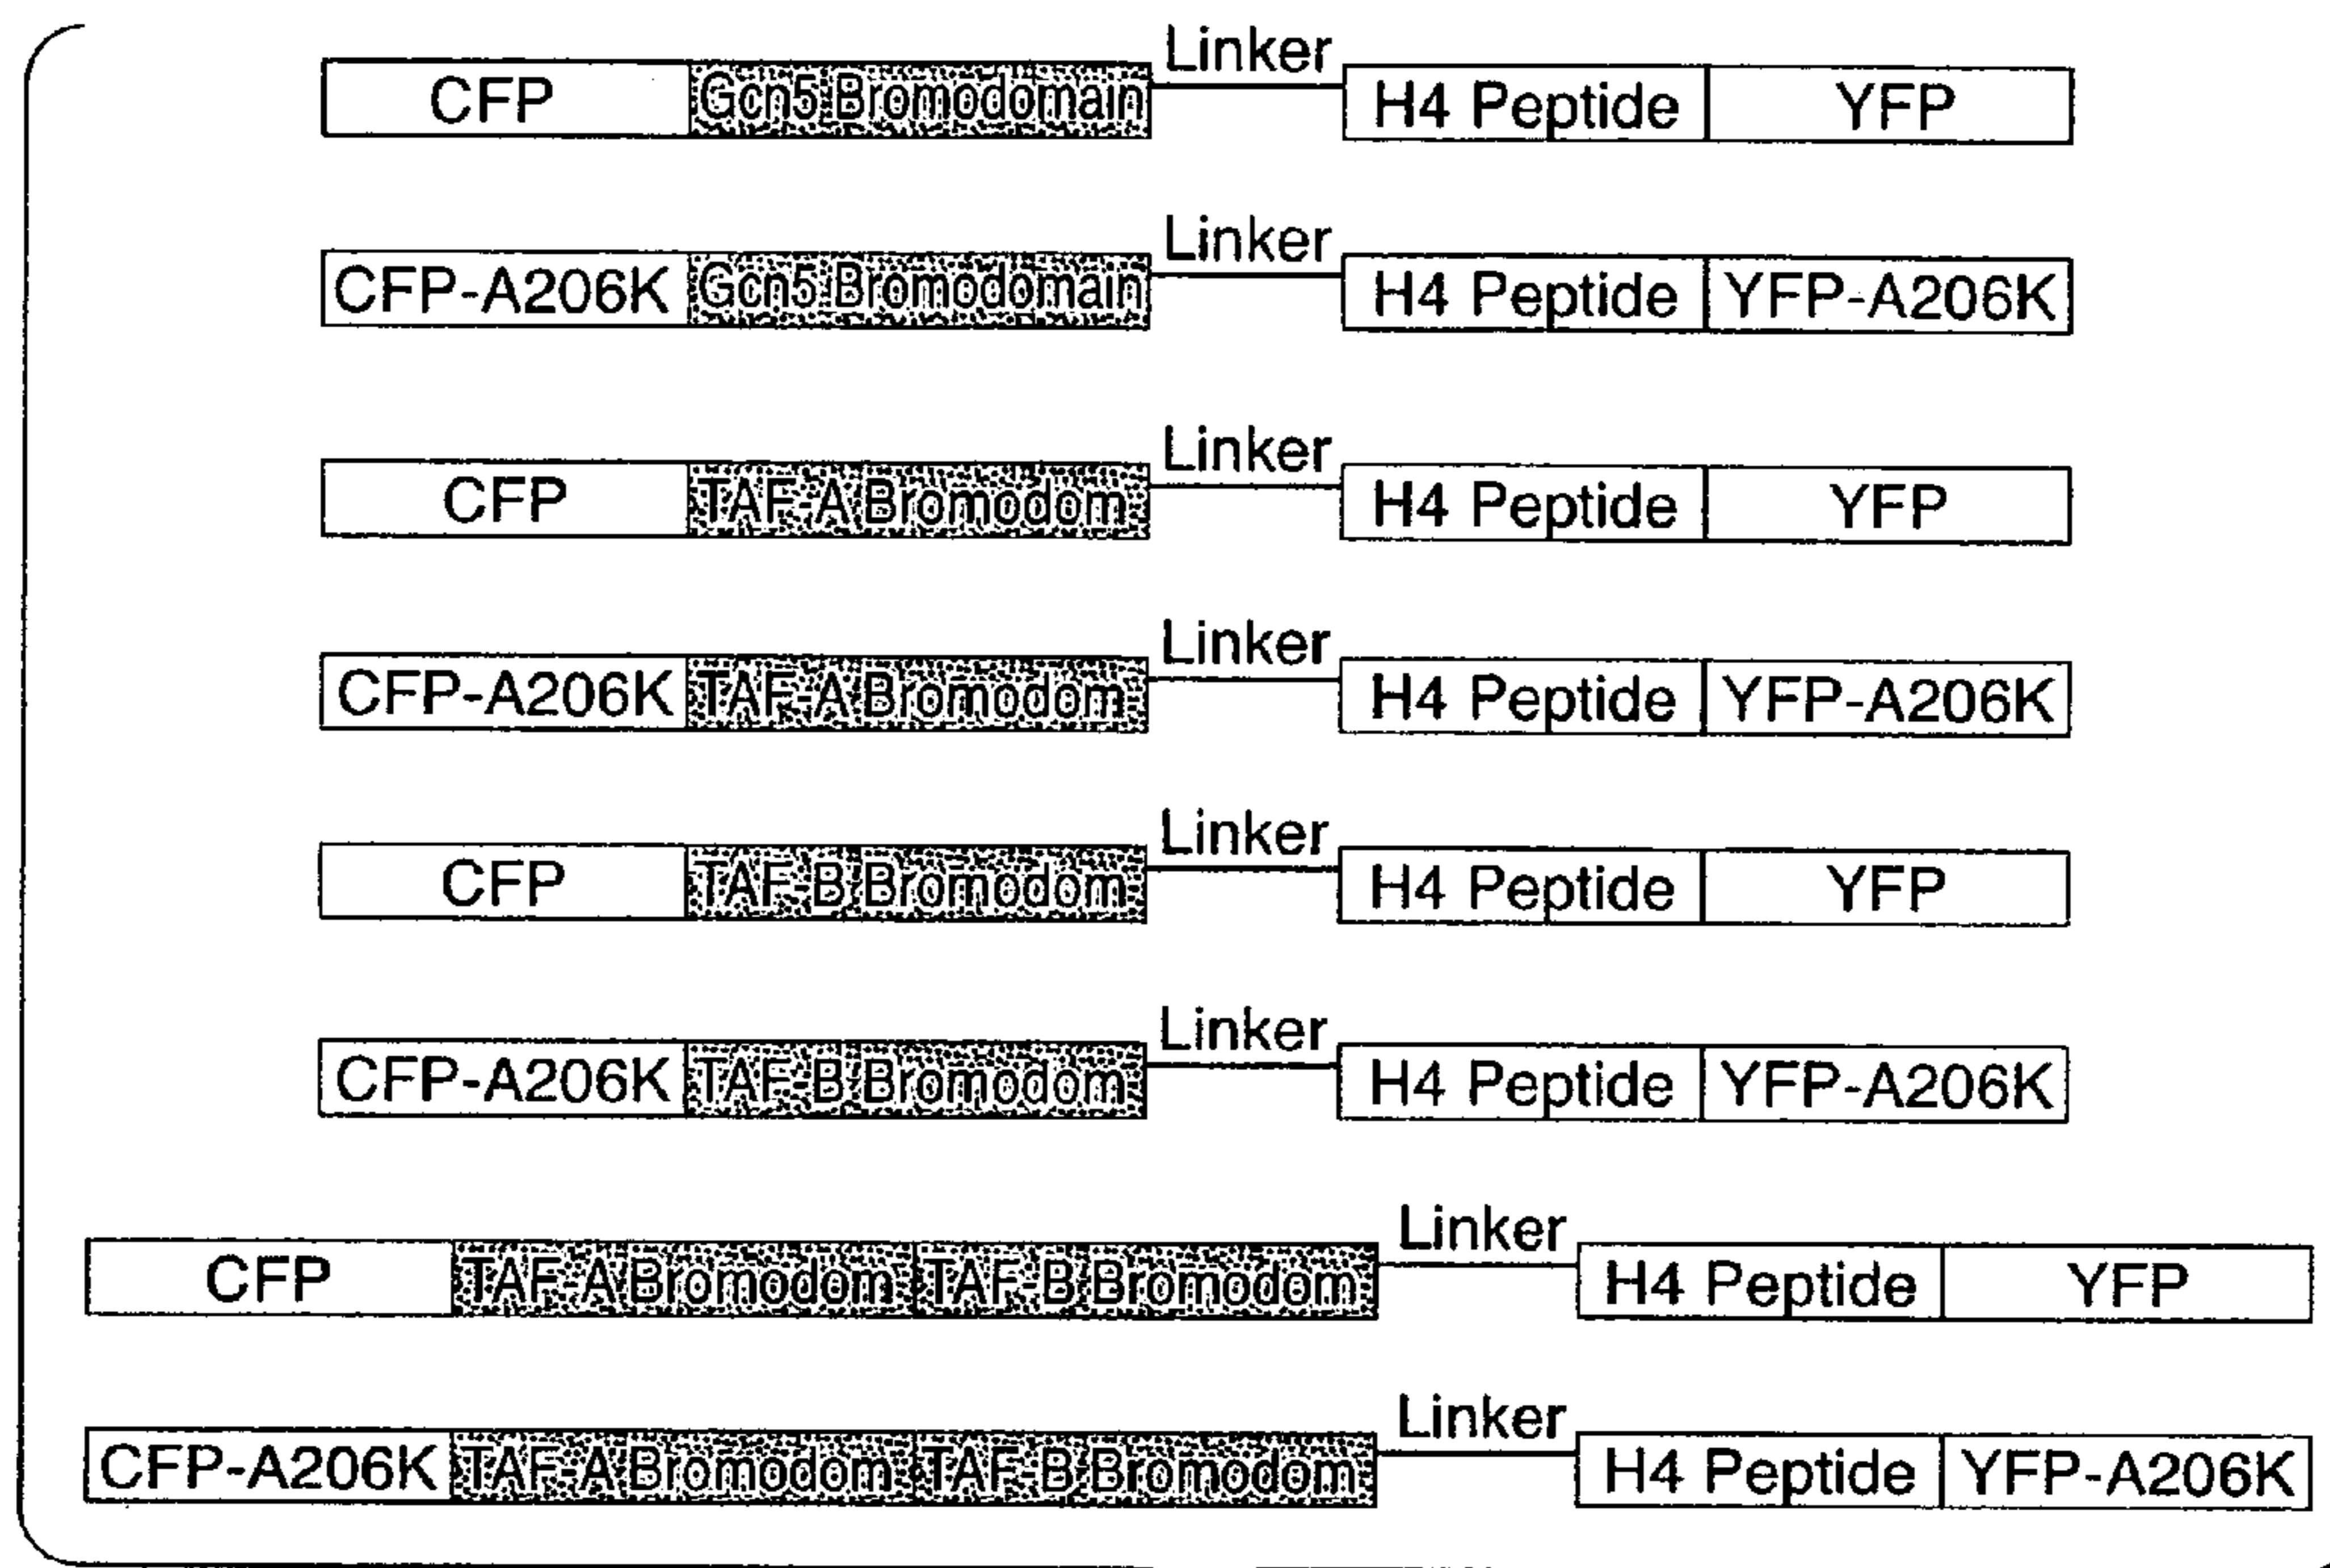 Linker
CFP Gcn5 Bromodomain H4 Peptide YFP
Linker
CFP-A206K Gcn5 Bromodomain H4 Peptide YFP-A206K
Linker
CFP TAF-A Bromodom H4 Peptide YFP
Linker
CFP-A206K TAF-A Bromodom H4 Peptide YFP-A206K
Linker
CFP TAF-B Bromodom H4 Peptide YFP
Linker
CFP-A206K TAF-B Bromodom H4 Peptide YFP-A206K
Linker
CFP TAF-A Bromodom TAF-B Bromodom H4 Peptide YFP
Linker
CFP-A206K TAF-A Bromodom TAF-B Bromodom H4 Peptide YFP-A206K